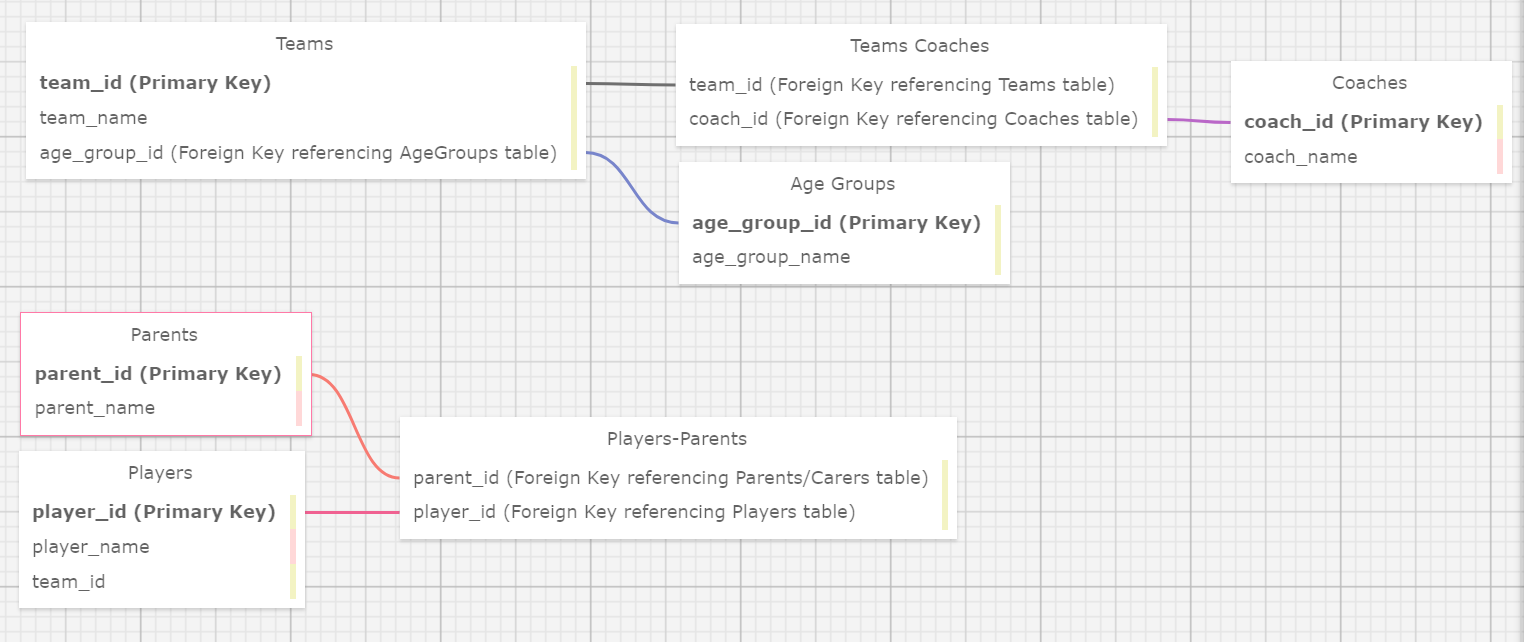 Teams
team_id (Primary Key)
team_name
age_group_id (Foreign Key referencing AgeGroups table)
Teams Coaches
team_id (Foreign Key referencing Teams table)
coach_id (Foreign Key referencing Coaches table)
Coaches
coach_id (Primary Key)
coach_name
Age Groups
age_group_id (Primary Key)
age_group_name
Parents
parent_id (Primary Key)
parent_name
Players-Parents
parent_id (Foreign Key referencing Parents/Carers table)
player_id (Foreign Key referencing Players table)
Players
player_id (Primary Key)
player_name
team_id